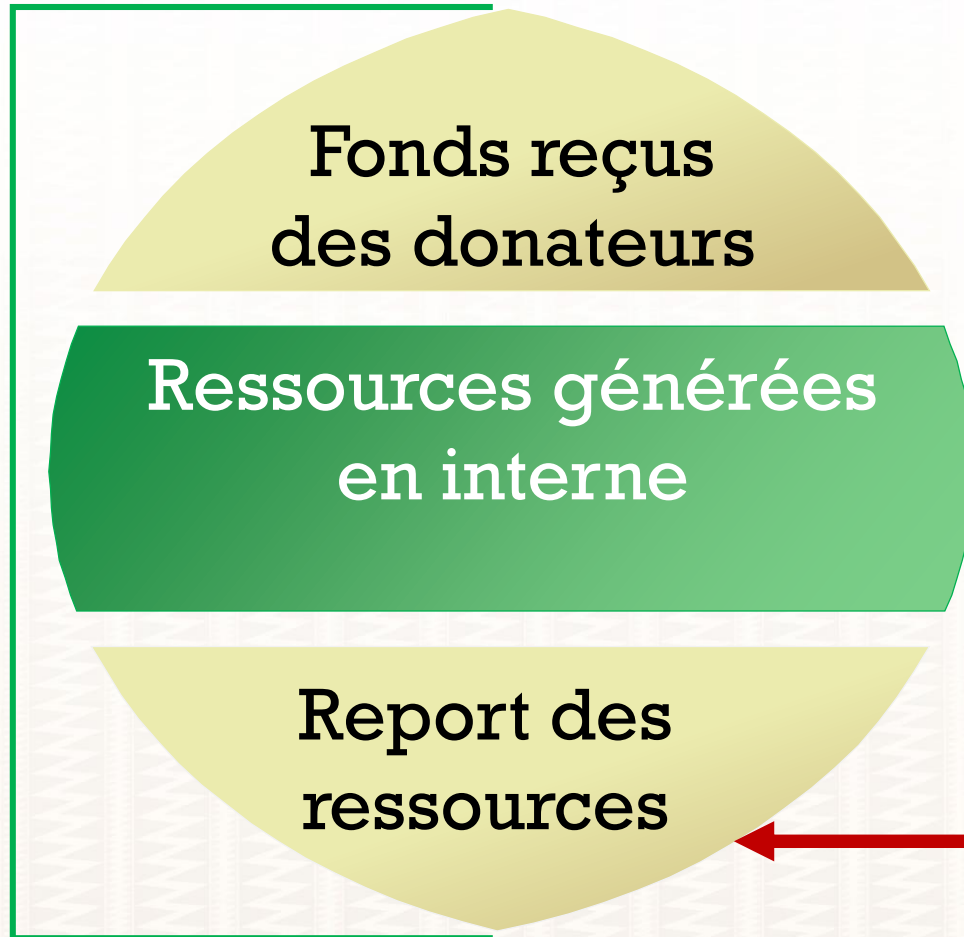 Fonds reçus
des donateurs
Ressources générées
en interne
Report des
ressources